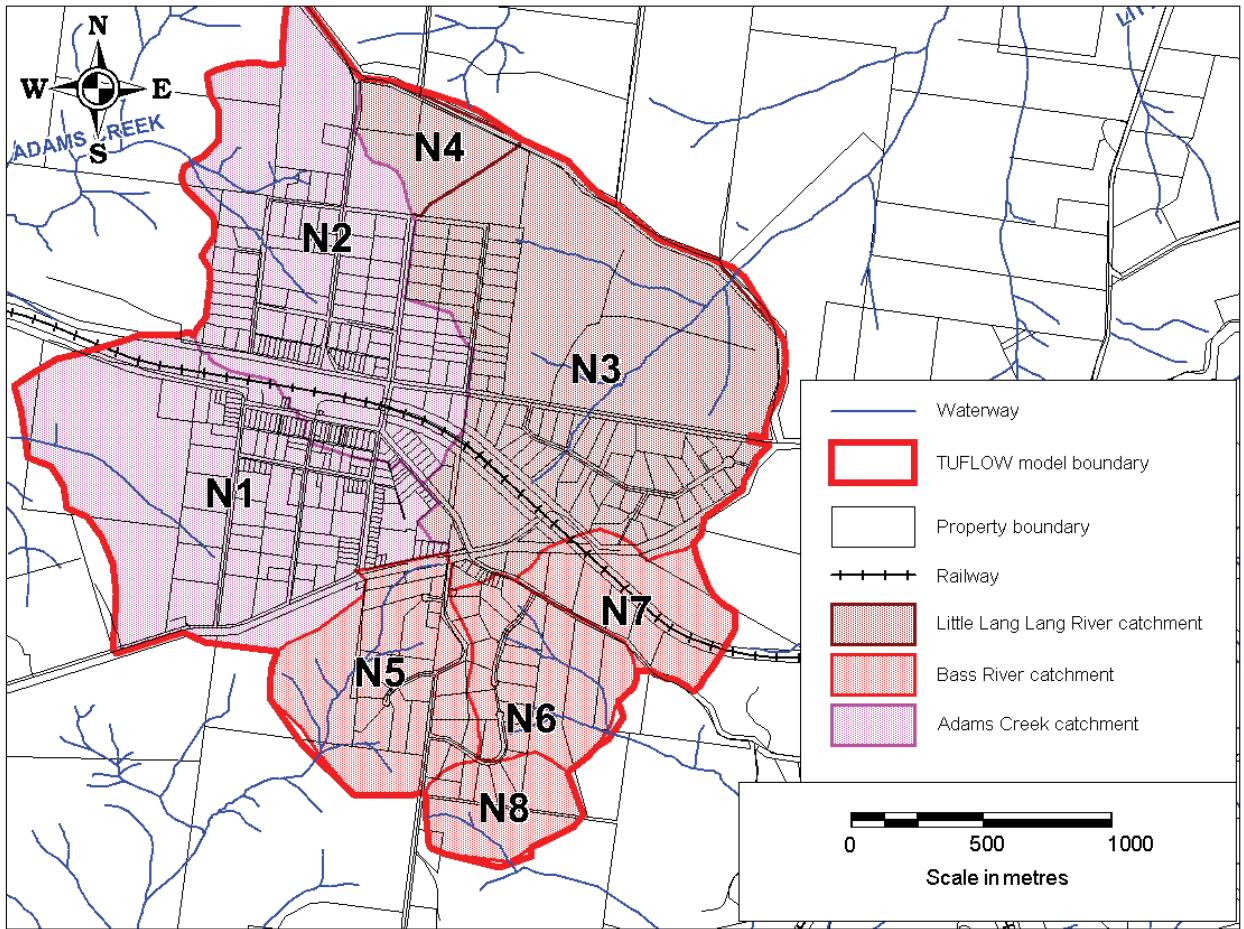 N
W
E
S
ADAMS CREEK
N4
N2
N3
N1
N7
N5
N6
N8
Waterway
TUFLOW model boundary
Property boundary
Railway
Little Lang Lang River catchment
Bass River catchment
Adams Creek catchment
0 500 1000
Scale in metres